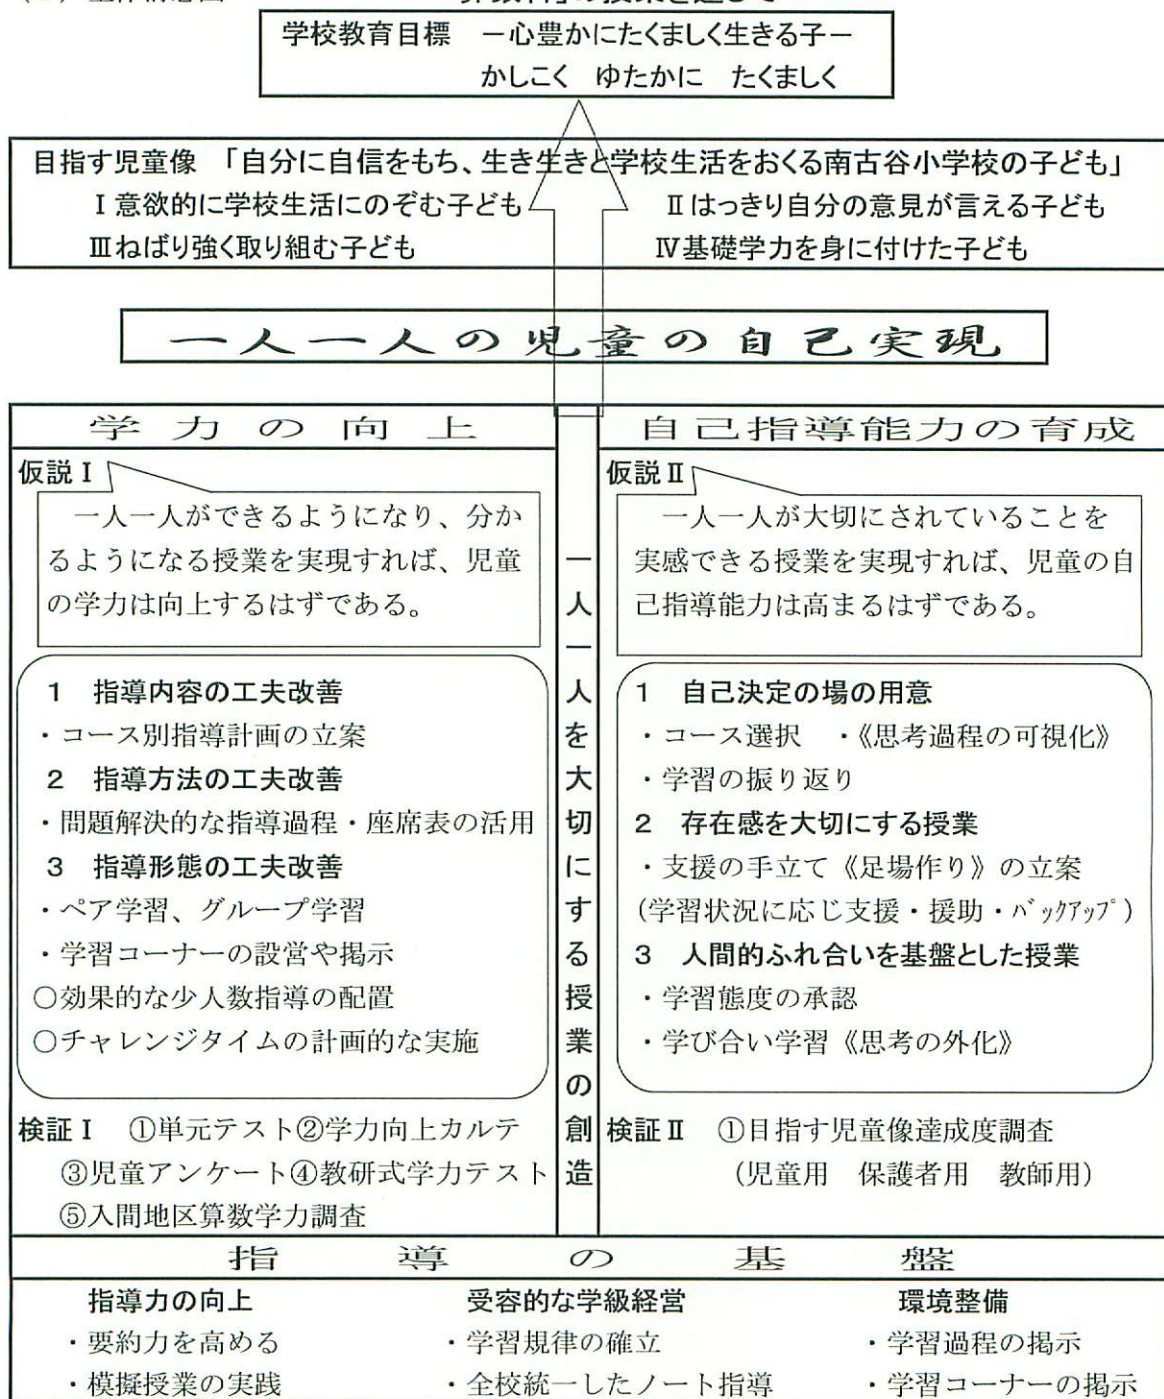 学校教育目標 －心豊かにたくましく生きる子－
かしこく ゆたかに たくましく
目指す児童像 「自分に自信をもち、生き生きと学校生活をおくる南古谷小学校の子ども」
Ⅰ意欲的に学校生活にのぞむ子ども Ⅱはっきり自分の意見が言える子ども
Ⅲねばり強く取り組む子ども Ⅳ基礎学力を身に付けた子ども
一人一人の児童の自己実現
学力の向上
仮説Ⅰ
一人一人ができるようになり、分か
るようになる授業を実現すれば、児童
の学力は向上するはずである。
1 指導内容の工夫改善
・コース別指導計画の立案
2 指導方法の工夫改善
・問題解決的な指導過程・座席表の活用
3 指導形態の工夫改善
・ペア学習、グループ学習
・学習コーナーの設営や掲示
○効果的な少人数指導の配置
○チャレンジタイムの計画的な実施
検証Ⅰ ①単元テスト②学力向上カルテ
③児童アンケート④教研式学力テスト
⑤入間地区算数学力調査
一人一人を大切にする授業の創造
自己指導能力の育成
仮説Ⅱ
一人一人が大切にされていることを
実感できる授業を実現すれば、児童の自
己指導能力は高まるはずである。
1 自己決定の場の用意
・コース選択 ・《思考過程の可視化》
・学習の振り返り
2 存在感を大切にする授業
・支援の手立て《足場作り》の立案
(学習状況に応じ支援・援助・ﾊﾞｯｸｱｯﾌﾟ)
3 人間的ふれ合いを基盤とした授業
・学習態度の承認
・学び合い学習《思考の外化》
検証Ⅱ ①目指す児童像達成度調査
(児童用 保護者用 教師用)
指導の基盤
指導力の向上 受容的な学級経営 環境整備
・要約力を高める ・学習規律の確立 ・学習過程の掲示
・模擬授業の実践 ・全校統一したノート指導 ・学習コーナーの掲示